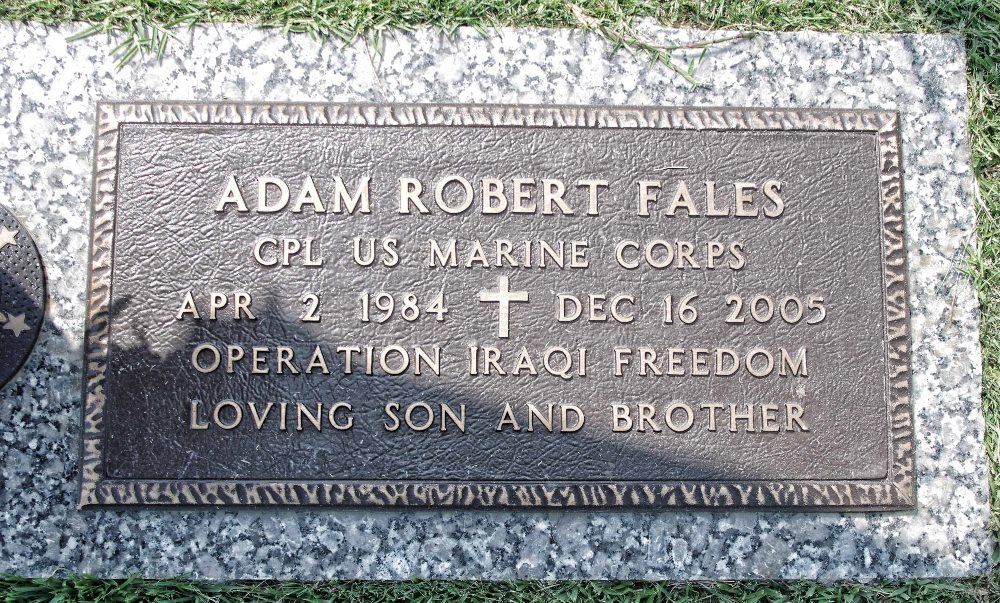 ADAM ROBERT FALES
CPL US MARINE CORPS
APR 2 1984 DEC 16 2005
OPERATION IRAQI FREEDOM
LOVING SON AND BROTHER